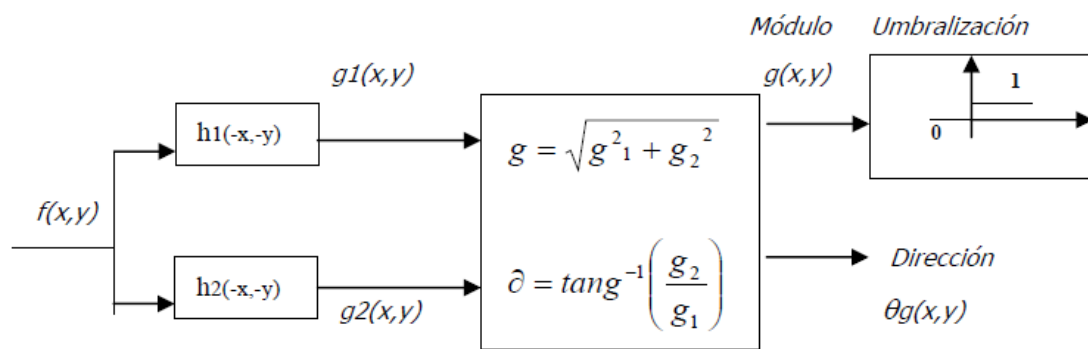 Módulo Umbralización
g1(x,y)
g(x,y)
1
0
h1(-x,-y)
g = √(g²₁ + g₂²)
f(x,y)
h2(-x,-y)
g2(x,y)
∂ = tang⁻¹(g₂/g₁)
Dirección
θg(x,y)